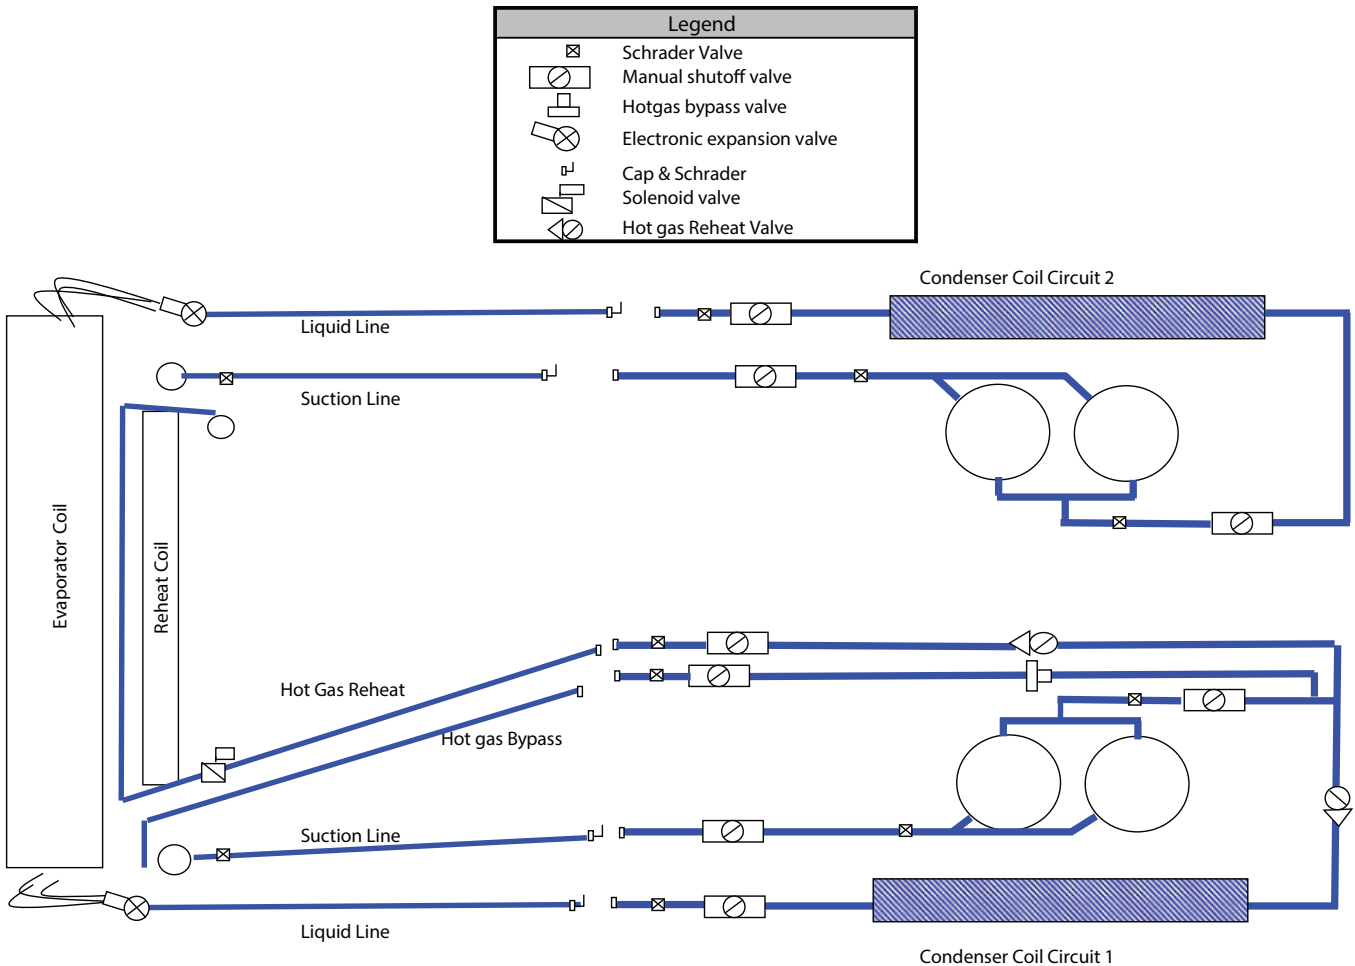 Legend
Schrader Valve
Manual shutoff valve
Hotgas bypass valve
Electronic expansion valve
Cap & Schrader
Solenoid valve
Hot gas Reheat Valve
Condenser Coil Circuit 2
Liquid Line
Suction Line
Evaporator Coil
Reheat Coil
Hot Gas Reheat
Hot gas Bypass
Suction Line
Liquid Line
Condenser Coil Circuit 1